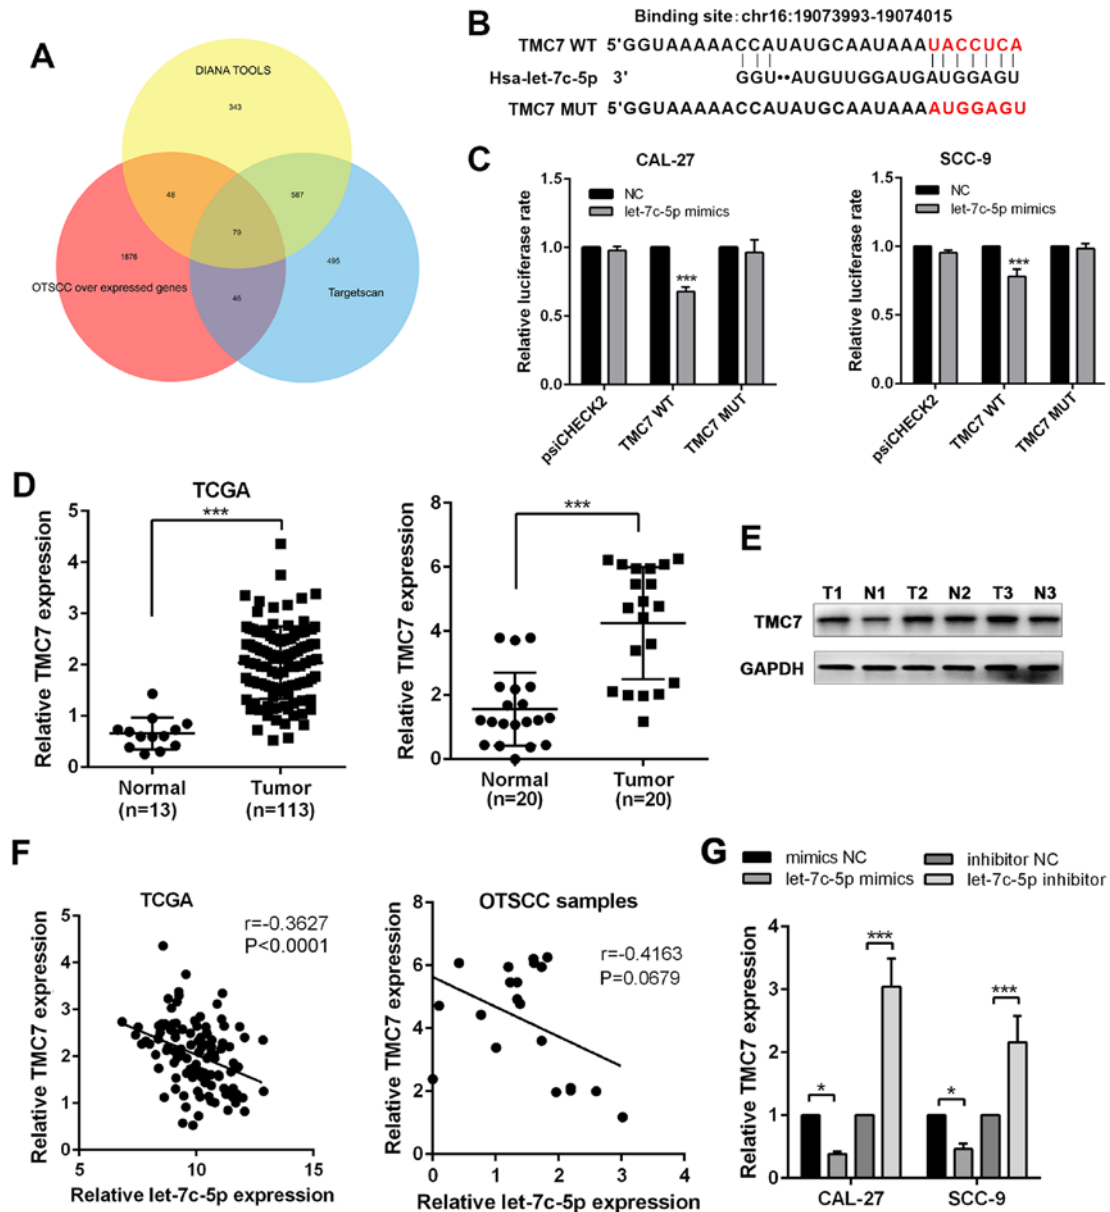 A
DIANA TOOLS
343
48
587
79
1876
495
OTSCC over expressed genes
Targetscan
46
B
Binding site:chr16:19073993-19074015
TMC7 WT 5'GGUAAAAACCAUAUGCAAUAAAUACCUCA
Hsa-let-7c-5p 3' GGU••AUGUUGGAUGAUGGAGU
TMC7 MUT 5'GGUAAAAACCAUAUGCAAUAAAAUGGAGU
C
CAL-27
Relative luciferase rate
1.5
1.0
0.5
0.0
NC
let-7c-5p mimics
***
psiCHECK2
TMC7 WT
TMC7 MUT
SCC-9
Relative luciferase rate
1.5
1.0
0.5
0.0
NC
let-7c-5p mimics
***
psiCHECK2
TMC7 WT
TMC7 MUT
D
TCGA
***
Relative TMC7 expression
5
4
3
2
1
0
Normal
(n=13)
Tumor
(n=113)
***
Relative TMC7 expression
8
6
4
2
0
Normal
(n=20)
Tumor
(n=20)
E
T1 N1 T2 N2 T3 N3
TMC7
GAPDH
F
TCGA
r=-0.3627
P<0.0001
Relative TMC7 expression
5
4
3
2
1
0
5 10 15
Relative let-7c-5p expression
OTSCC samples
r=-0.4163
P=0.0679
Relative TMC7 expression
8
6
4
2
0
0 1 2 3 4
Relative let-7c-5p expression
G
mimics NC
let-7c-5p mimics
inhibitor NC
let-7c-5p inhibitor
Relative TMC7 expression
4
3
2
1
0
*
***
*
***
CAL-27
SCC-9